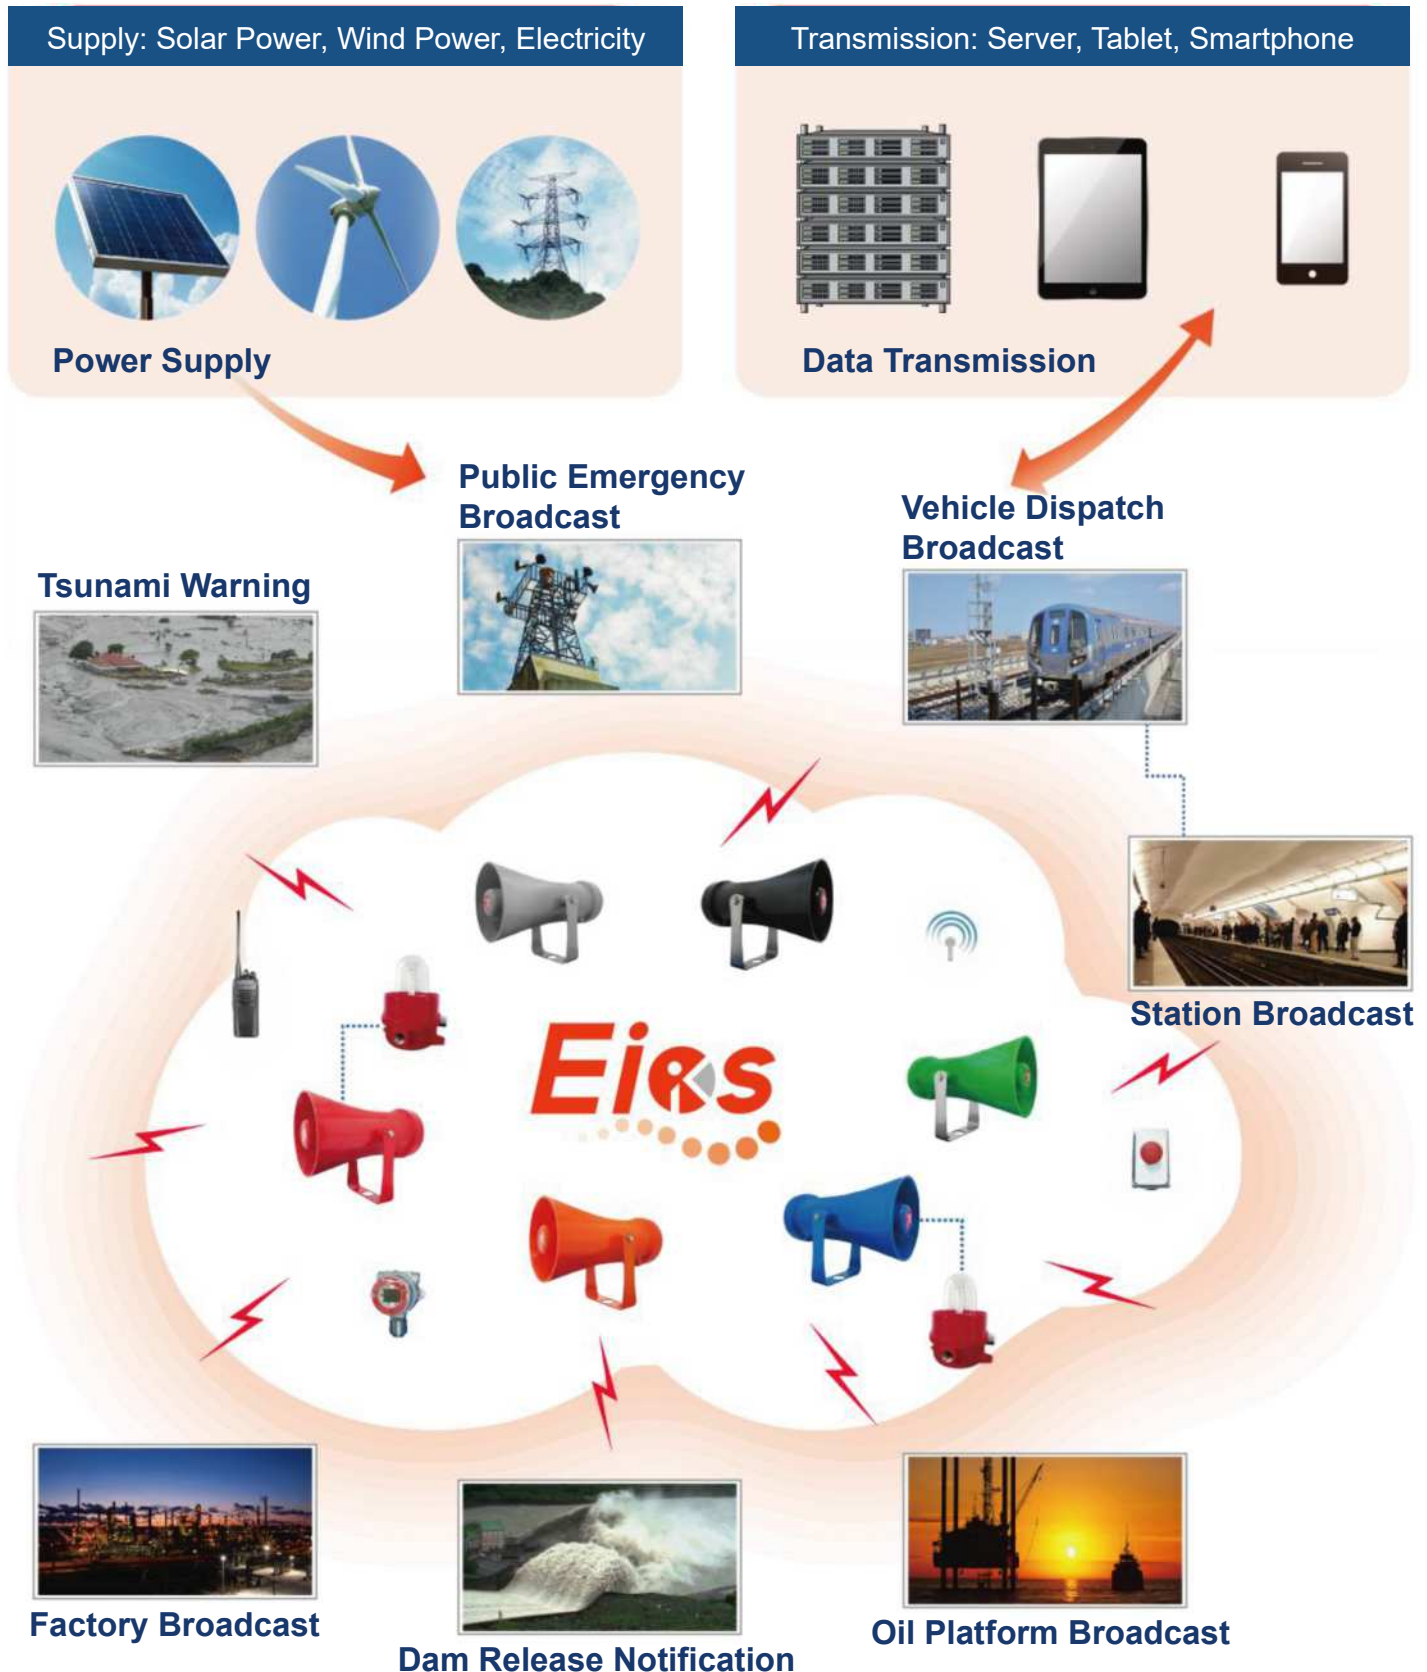 Supply: Solar Power, Wind Power, Electricity
Transmission: Server, Tablet, Smartphone
Power Supply
Data Transmission
Public Emergency
Broadcast
Vehicle Dispatch
Broadcast
Tsunami Warning
Station Broadcast
Eios
Factory Broadcast
Dam Release Notification
Oil Platform Broadcast